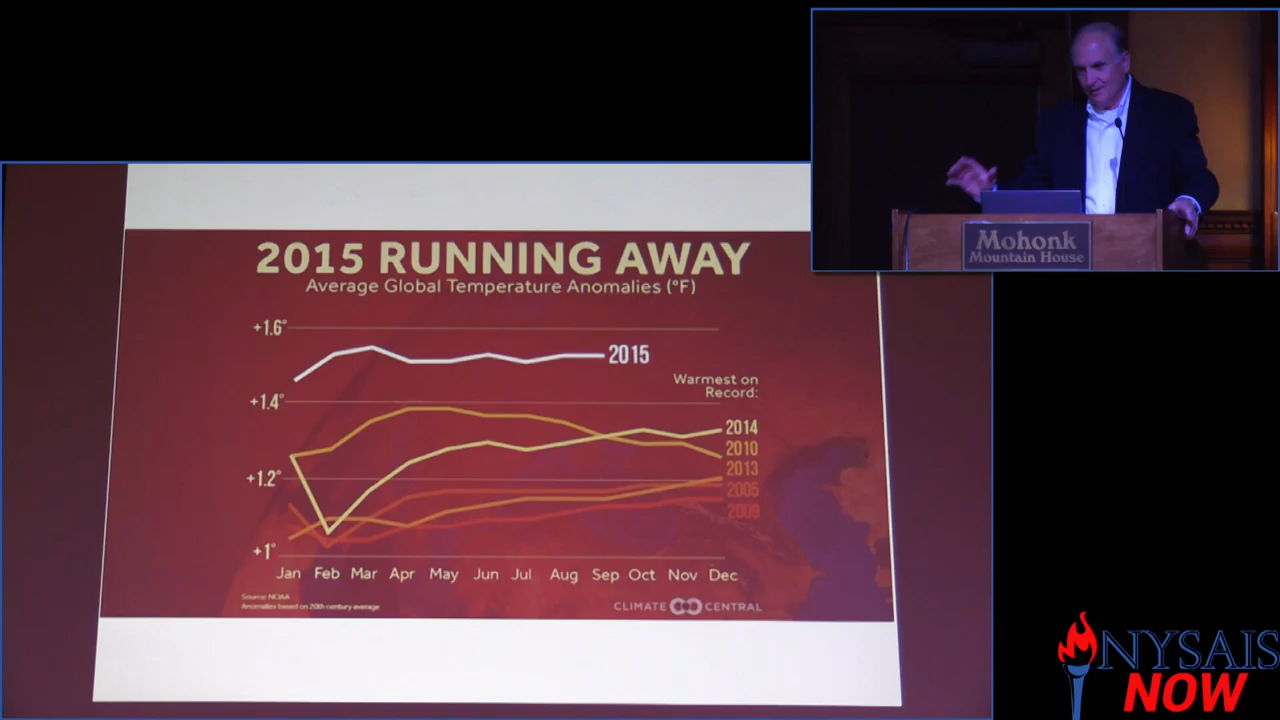 Mohonk
Mountain House
2015 RUNNING AWAY
Average Global Temperature Anomalies (°F)
+1.6°
2015
Warmest on
Record:
+1.4°
2014
2010
2013
+1.2°
2005
2009
+1°
Jan Feb Mar Apr May Jun Jul Aug Sep Oct Nov Dec
Source: NOAA
Anomalies based on 20th century average
CLIMATE CENTRAL
NYSAIS
NOW